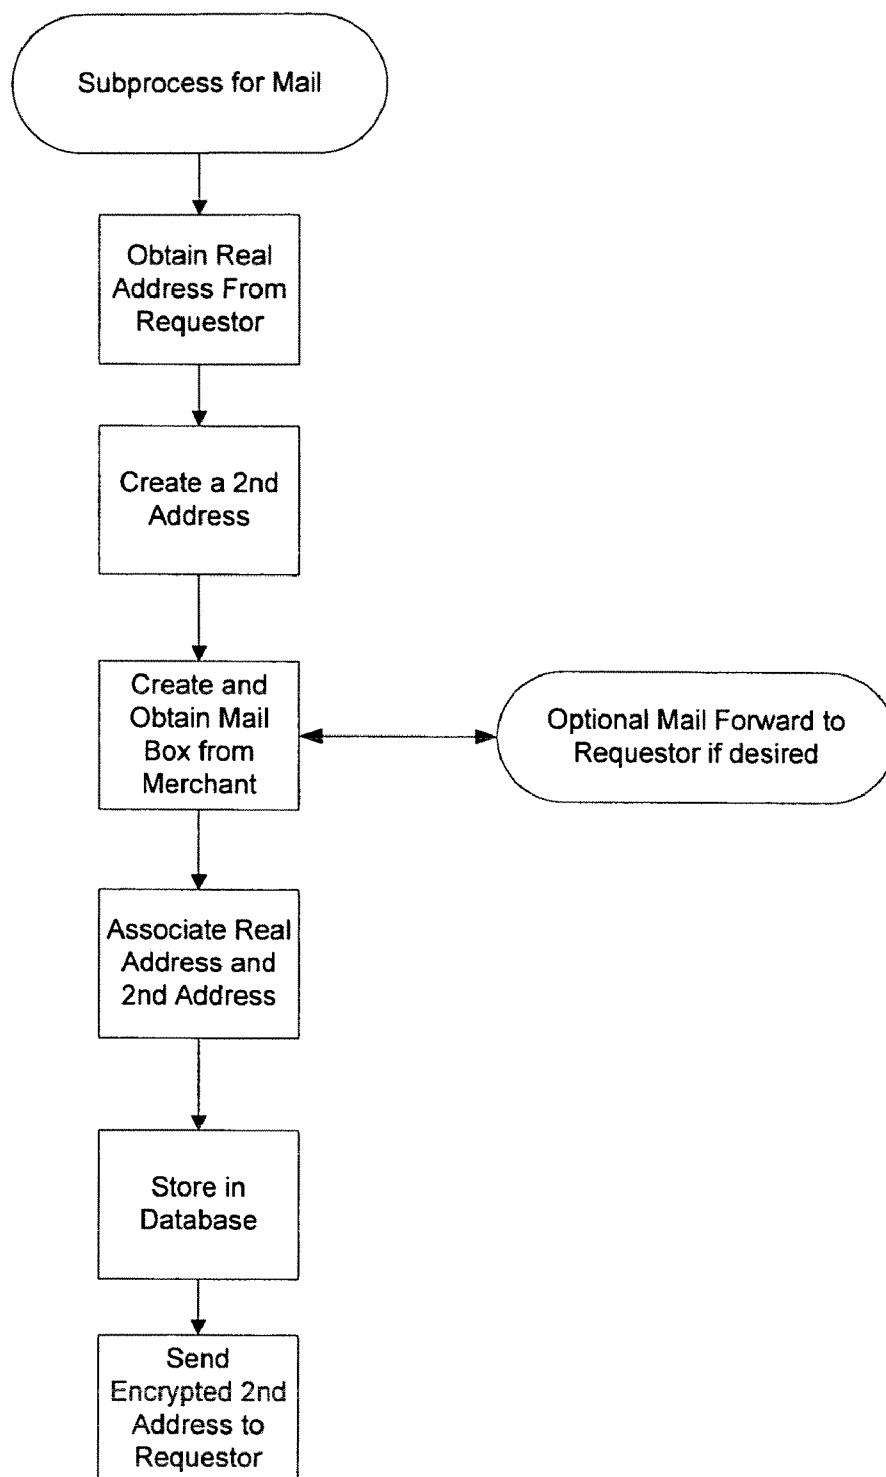 Subprocess for Mail
Obtain Real
Address From
Requestor
Create a 2nd
Address
Create and
Obtain Mail
Box from
Merchant
Optional Mail Forward to
Requestor if desired
Associate Real
Address and
2nd Address
Store in
Database
Send
Encrypted 2nd
Address to
Requestor